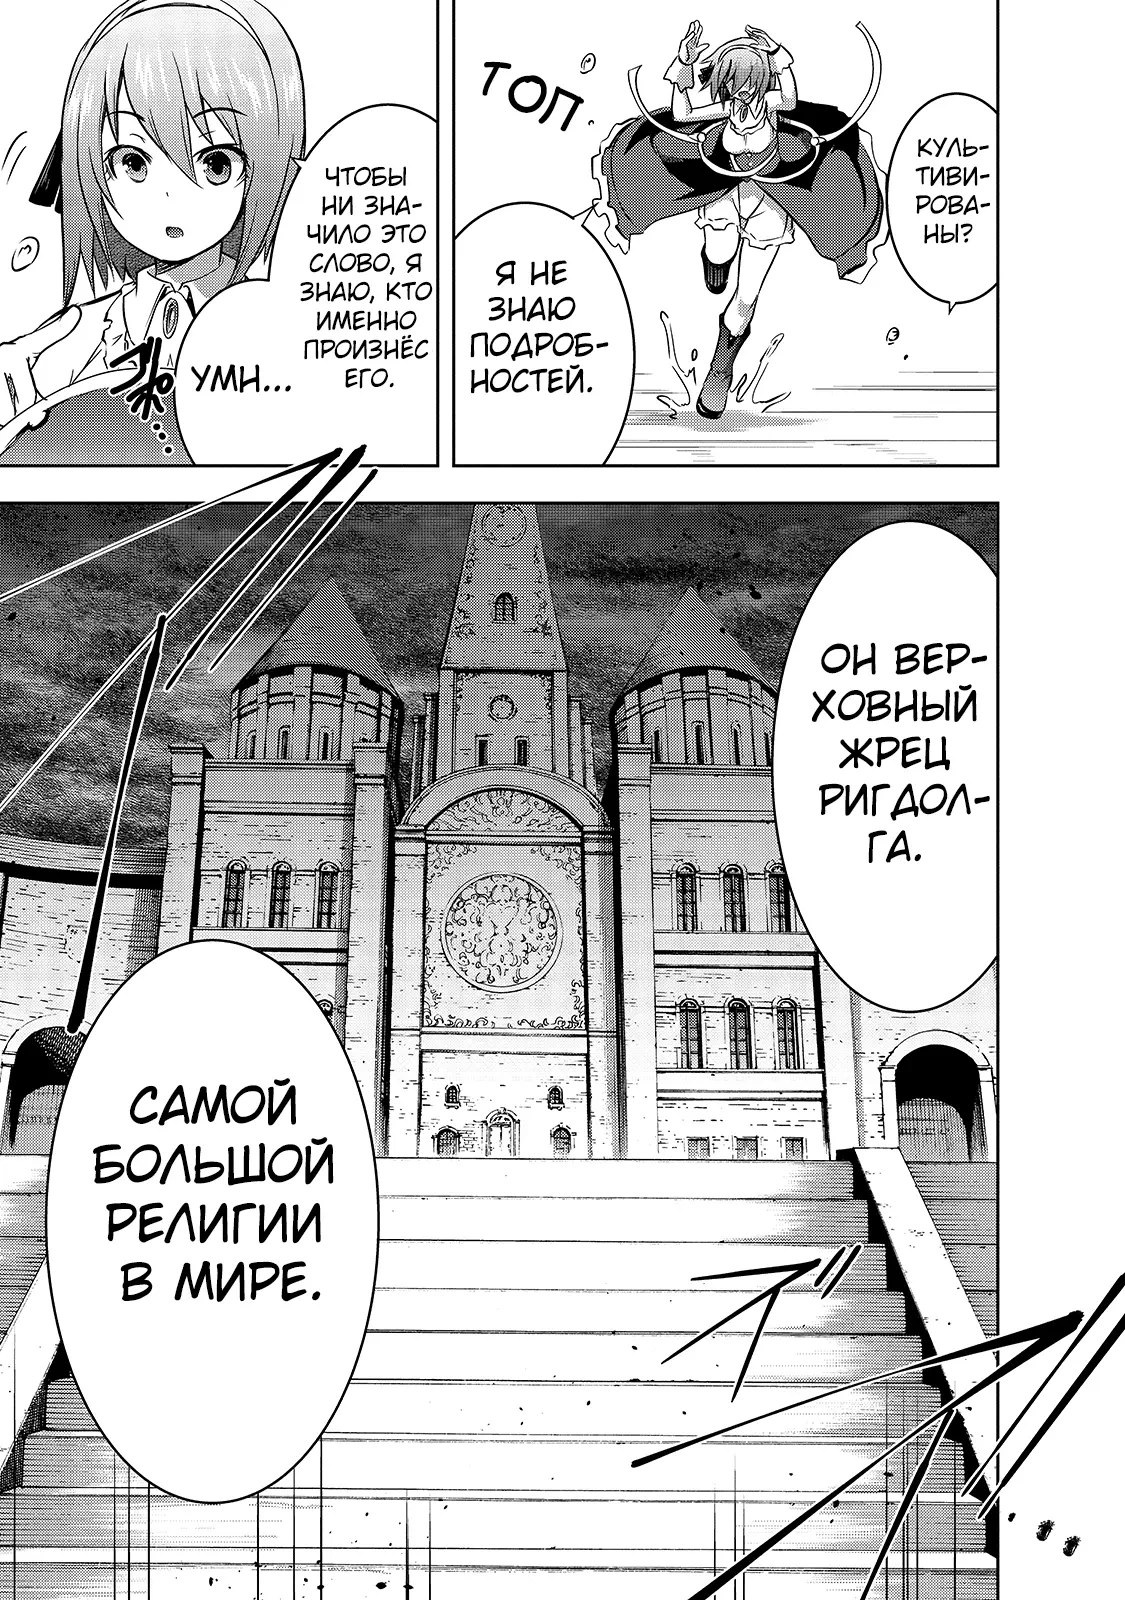 КУЛЬ-
ТИВИ-
РОВА-
НЫ?
ТОП
Я НЕ
ЗНАЮ
ПОДРОБ-
НОСТЕЙ.
ЧТОБЫ
НИ ЗНА-
ЧИЛО ЭТО
СЛОВО, Я
ЗНАЮ, КТО
ИМЕННО
ПРОИЗНЁС
ЕГО.
УМН...
ОН ВЕР-
ХОВНЫЙ
ЖРЕЦ
РИГДОЛ-
ГА.
САМОЙ
БОЛЬШОЙ
РЕЛИГИИ
В МИРЕ.